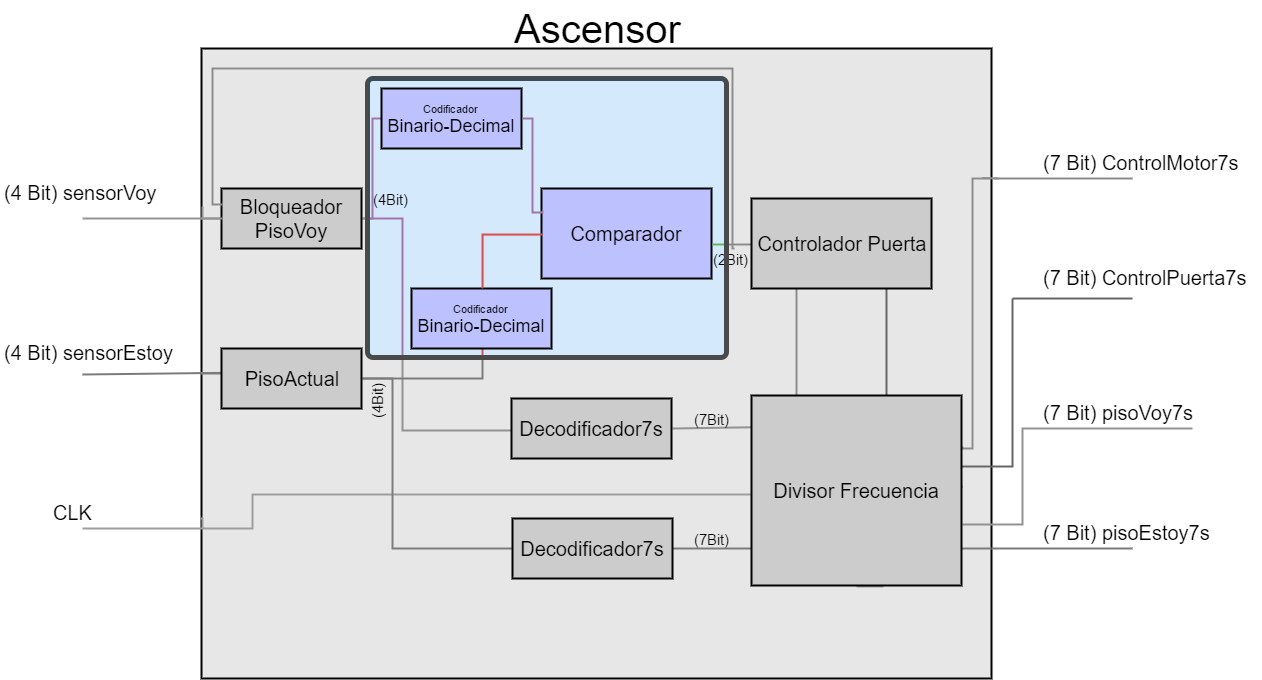 Ascensor
Codificador
Binario-Decimal
(4 Bit) sensorVoy
Bloqueador
PisoVoy
(4Bit)
Comparador
(2Bit)
Controlador Puerta
(7 Bit) ControlMotor7s
(7 Bit) ControlPuerta7s
Codificador
Binario-Decimal
(4 Bit) sensorEstoy
PisoActual
(4Bit)
Decodificador7s
(7Bit)
(7 Bit) pisoVoy7s
Divisor Frecuencia
CLK
Decodificador7s
(7Bit)
(7 Bit) pisoEstoy7s